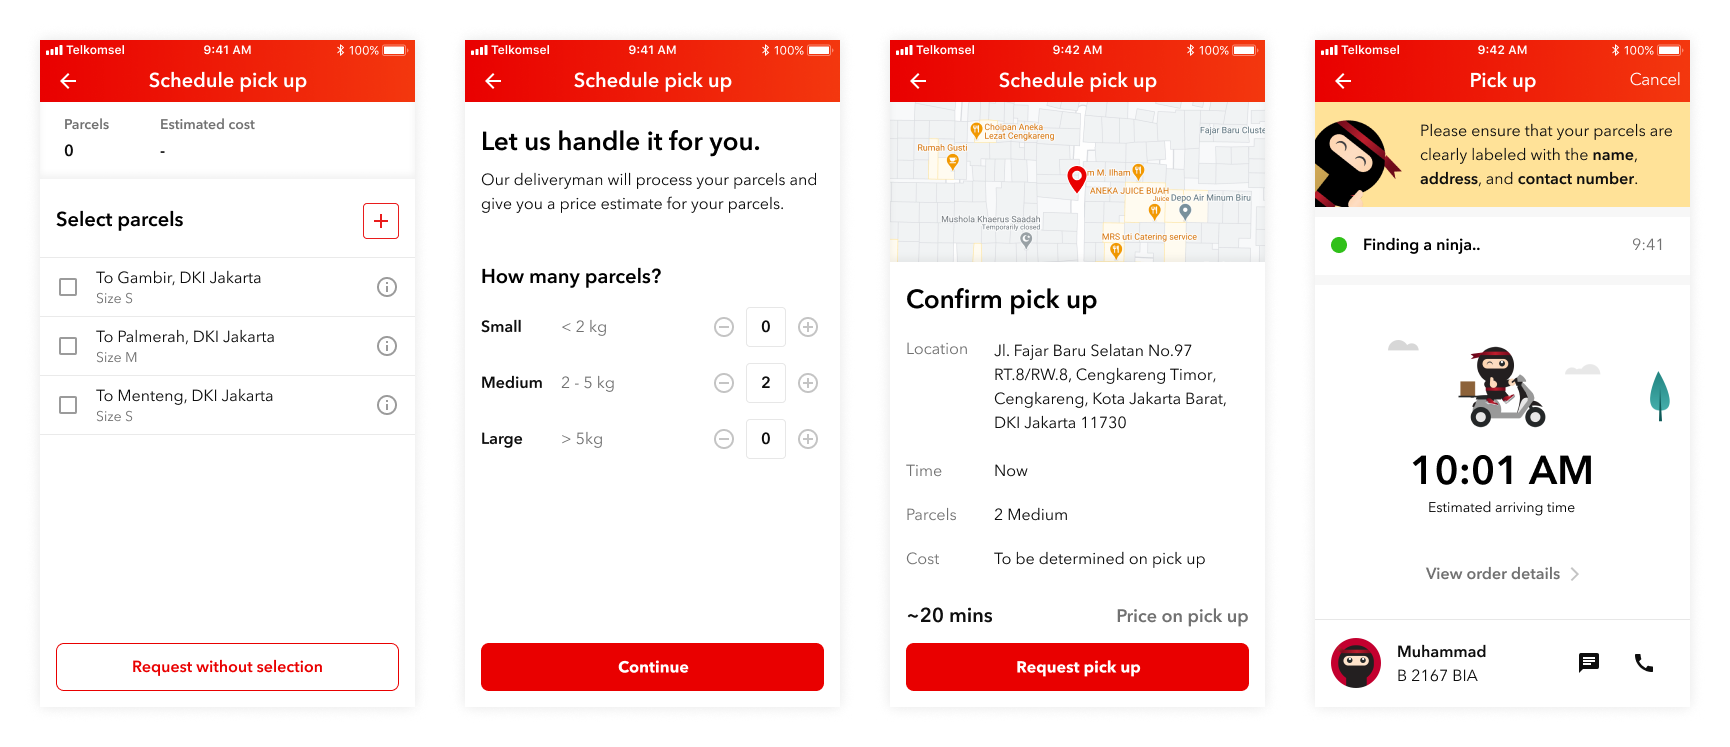 Telkomsel 9:41 AM 100%
Schedule pick up
Parcels Estimated cost
0 -
Select parcels
To Gambir, DKI Jakarta
Size S
To Palmerah, DKI Jakarta
Size M
To Menteng, DKI Jakarta
Size S
Request without selection
Telkomsel 9:41 AM 100%
Schedule pick up
Let us handle it for you.
Our deliveryman will process your parcels and
give you a price estimate for your parcels.
How many parcels?
Small < 2 kg 0
Medium 2 - 5 kg 2
Large > 5kg 0
Continue
Telkomsel 9:42 AM 100%
Schedule pick up
Choipan Aneka
Lezat Cengkareng
Fajar Baru Cluste
Rumah Gusti
m M. Ilham
ANEKA JUICE BUAH
Juice
Depo Air Minum Biru
Mushola Khaerus Saadah
Temporarily closed
MRS uti Catering service
Confirm pick up
Location Jl. Fajar Baru Selatan No.97
RT.8/RW.8, Cengkareng Timor,
Cengkareng, Kota Jakarta Barat,
DKI Jakarta 11730
Time Now
Parcels 2 Medium
Cost To be determined on pick up
~20 mins Price on pick up
Request pick up
Telkomsel 9:42 AM 100%
Pick up Cancel
Please ensure that your parcels are
clearly labeled with the name,
address, and contact number.
Finding a ninja.. 9:41
10:01 AM
Estimated arriving time
View order details
Muhammad
B 2167 BIA